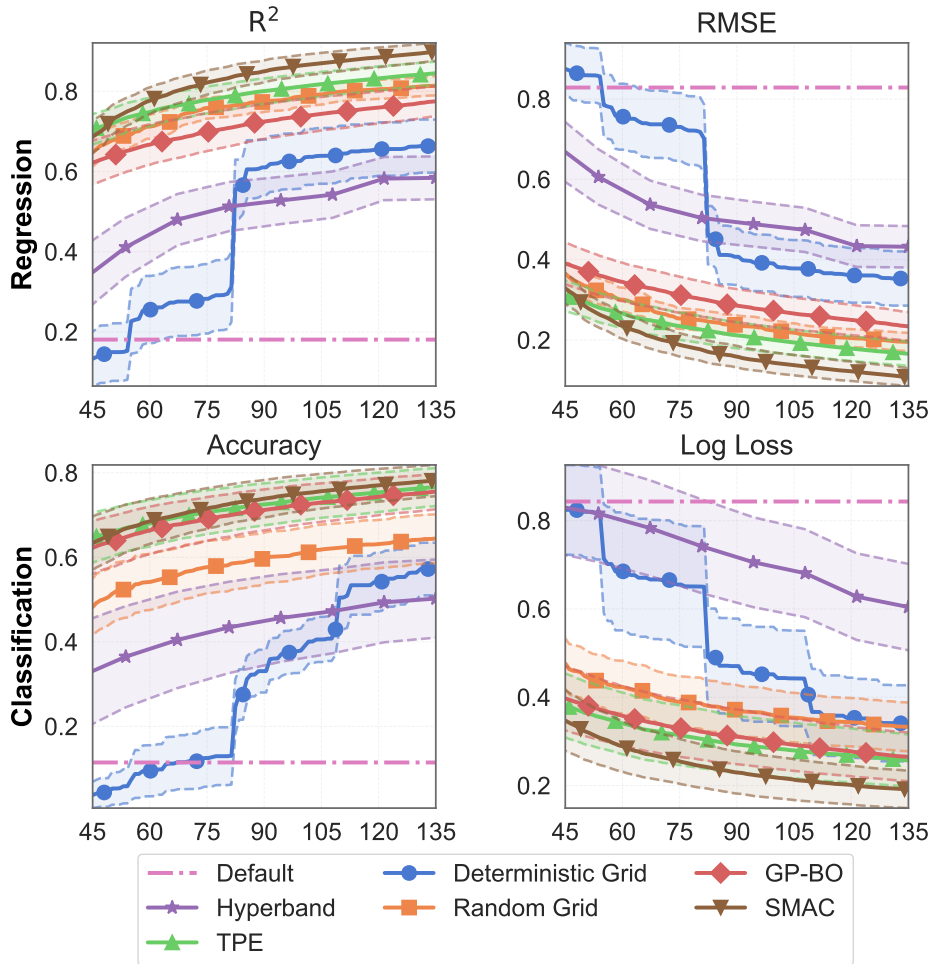 R²
RMSE
Regression
0.8
0.6
0.4
0.2
45 60 75 90 105 120 135
0.8
0.6
0.4
0.2
45 60 75 90 105 120 135
Accuracy
Log Loss
Classification
0.8
0.6
0.4
0.2
45 60 75 90 105 120 135
0.8
0.6
0.4
0.2
45 60 75 90 105 120 135
Default
Hyperband
TPE
Deterministic Grid
Random Grid
GP-BO
SMAC